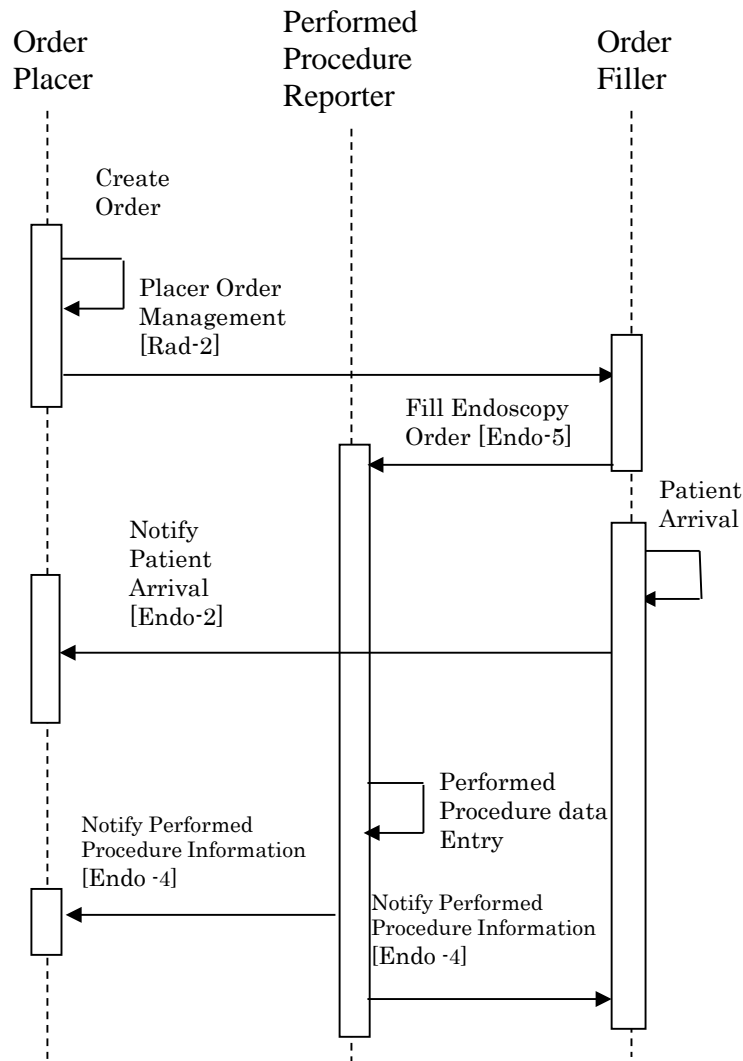 Order
Placer
Performed
Procedure
Reporter
Order
Filler
Create
Order
Placer Order
Management
[Rad-2]
Fill Endoscopy
Order [Endo-5]
Patient
Arrival
Notify
Patient
Arrival
[Endo-2]
Performed
Procedure data
Entry
Notify Performed
Procedure Information
[Endo -4]
Notify Performed
Procedure Information
[Endo -4]